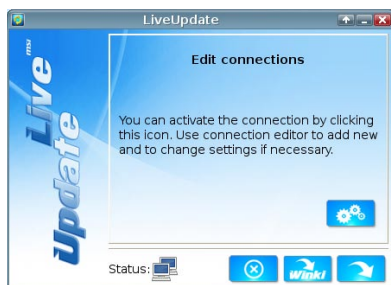 LiveUpdate
msi
Live
Update
Edit connections
You can activate the connection by clicking
this icon. Use connection editor to add new
and to change settings if necessary.
Status:
Winki